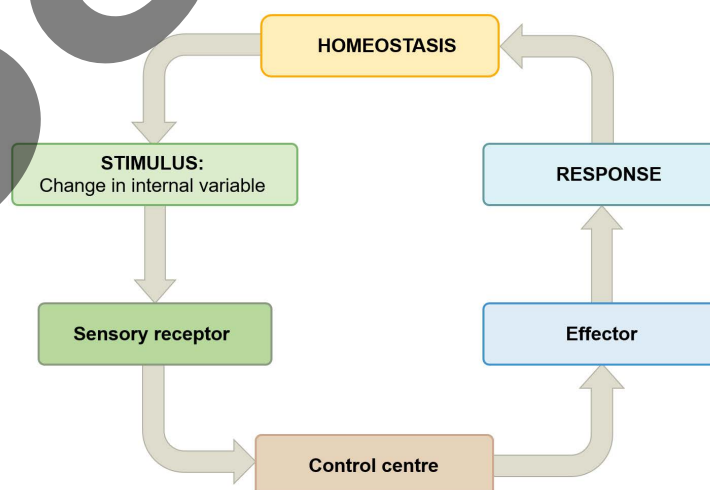 HOMEOSTASIS
STIMULUS:
Change in internal variable
RESPONSE
Sensory receptor
Effector
Control centre